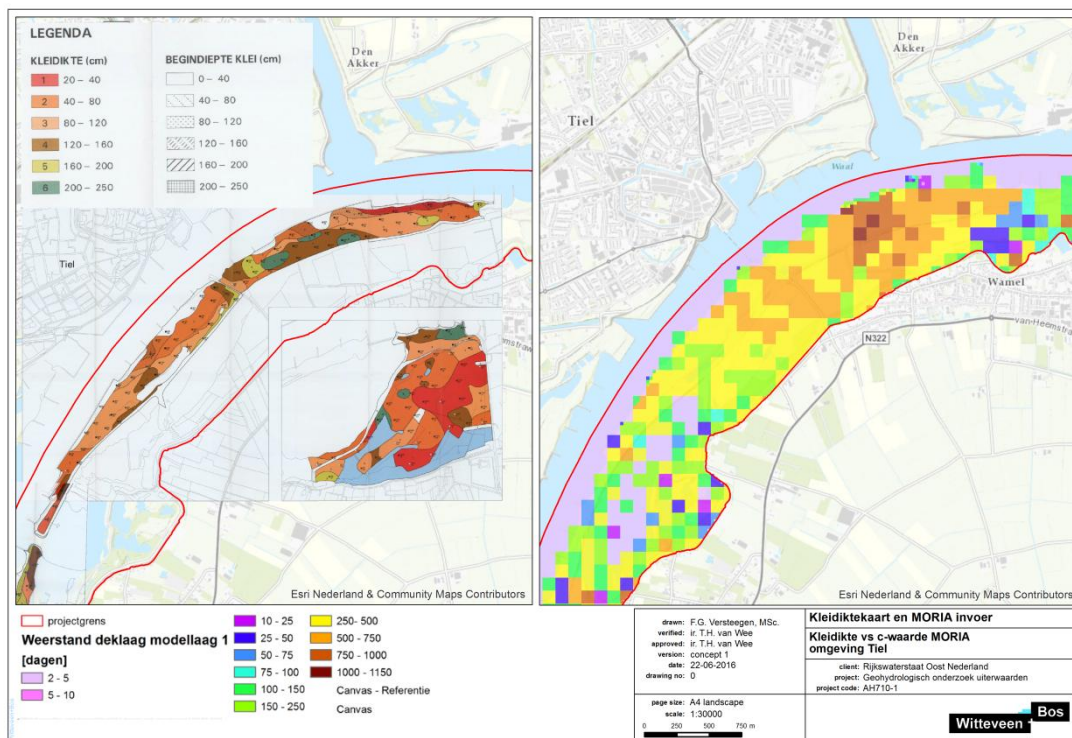 LEGENDA
KLEIDIKTE (cm)
1 20 – 40
2 40 – 80
3 80 – 120
4 120 – 160
5 160 – 200
6 200 – 250
BEGINDIEPTE KLEI (cm)
0 – 40
40 – 80
80 – 120
120 – 160
160 – 200
200 – 250
Den
Akker
Tiel
Esri Nederland & Community Maps Contributors
Den
Akker
Tiel
Waal
Wamel
N322
Esri Nederland & Community Maps Contributors
projectgrens
Weerstand deklaag modellaag 1
[dagen]
2 - 5
5 - 10
10 - 25
25 - 50
50 - 75
75 - 100
100 - 150
150 - 250
250- 500
500 - 750
750 - 1000
1000 - 1150
Canvas - Referentie
Canvas
drawn: F.G. Versteegen, MSc.
verified: ir. T.H. van Wee
approved: ir. T.H. van Wee
version: concept 1
date: 22-06-2016
drawing no: 0
page size: A4 landscape
scale: 1:30000
0 250 500 750 m
Kleidiktekaart en MORIA invoer
Kleidikte vs c-waarde MORIA
omgeving Tiel
client: Rijkswaterstaat Oost Nederland
project: Geohydrologisch onderzoek uiterwaarden
project code: AH710-1
Witteveen + Bos